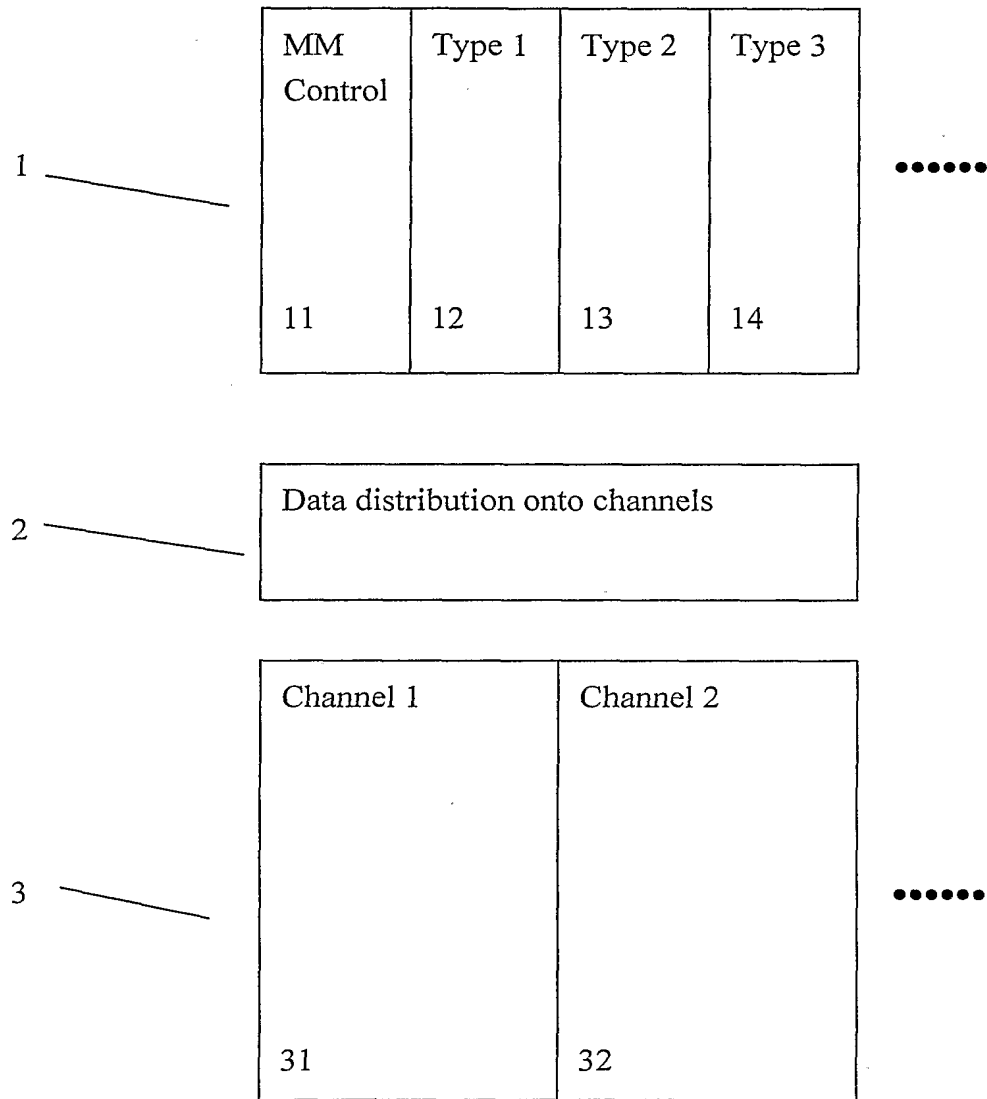 MM Control Type 1 Type 2 Type 3
1
11 12 13 14
Data distribution onto channels
2
Channel 1 Channel 2
3
31 32